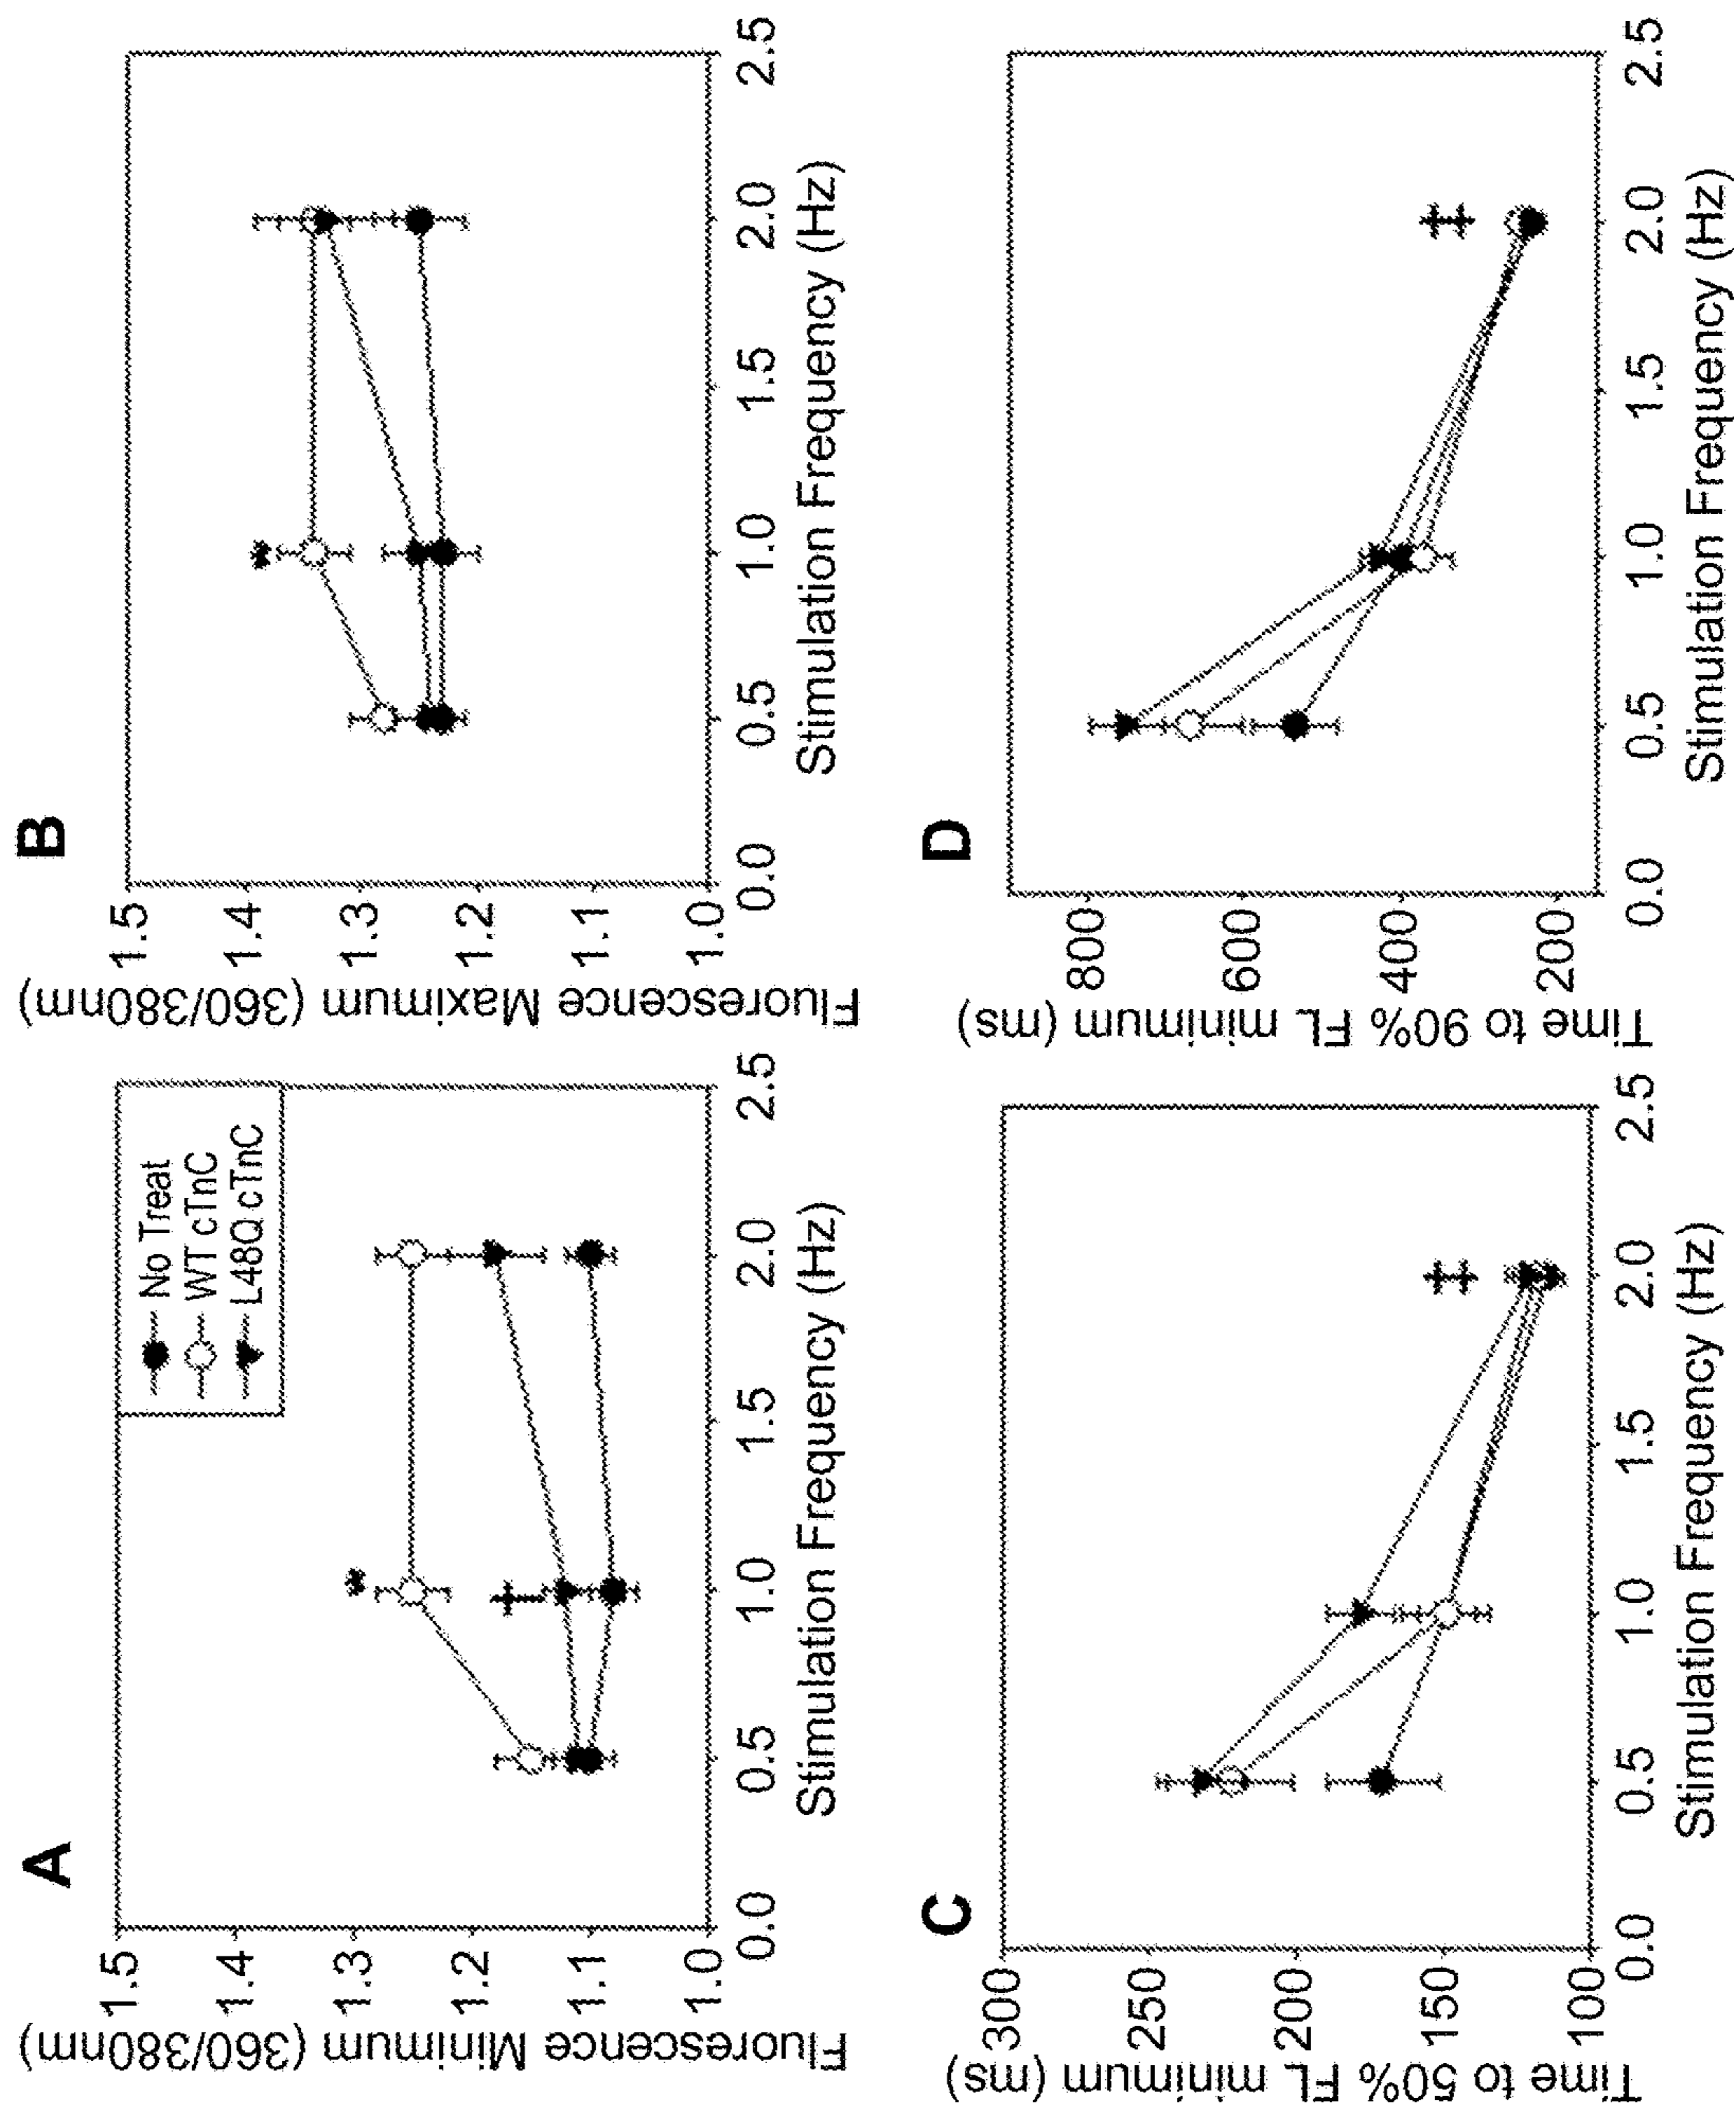 A
Fluorescence Minimum (360/380nm)
1.5
1.4
1.3
1.2
1.1
1.0
No Treat
WT cTnC
L48Q cTnC
*
†
0.0 0.5 1.0 1.5 2.0 2.5
Stimulation Frequency (Hz)
B
Fluorescence Maximum (360/380nm)
1.5
1.4
1.3
1.2
1.1
1.0
*
0.0 0.5 1.0 1.5 2.0 2.5
Stimulation Frequency (Hz)
C
Time to 50% FL minimum (ms)
300
250
200
150
100
‡
0.0 0.5 1.0 1.5 2.0 2.5
Stimulation Frequency (Hz)
D
Time to 90% FL minimum (ms)
800
600
400
200
‡
0.0 0.5 1.0 1.5 2.0 2.5
Stimulation Frequency (Hz)